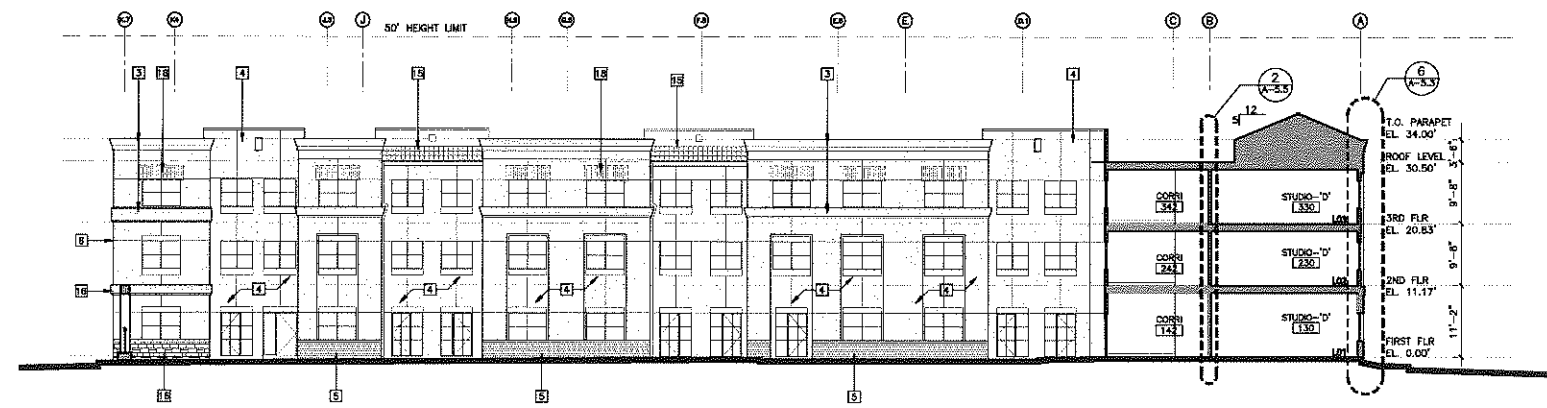 J
E
C
B
A
50' HEIGHT LIMIT
3
18
4
15
18
15
3
4
2
A-5.5
6
A-5.3
12
5
T.O. PARAPET
EL. 34.00'
ROOF LEVEL
EL. 30.50'
3'-6"
9'-8"
CORRI
342
STUDIO-'D'
330
3RD FLR
EL. 20.83'
6
9'-8"
CORRI
242
STUDIO-'D'
230
16
4
4
4
4
4
2ND FLR
EL. 11.17'
11'-2"
CORRI
142
STUDIO-'D'
130
FIRST FLR
EL. 0.00'
5
5
5